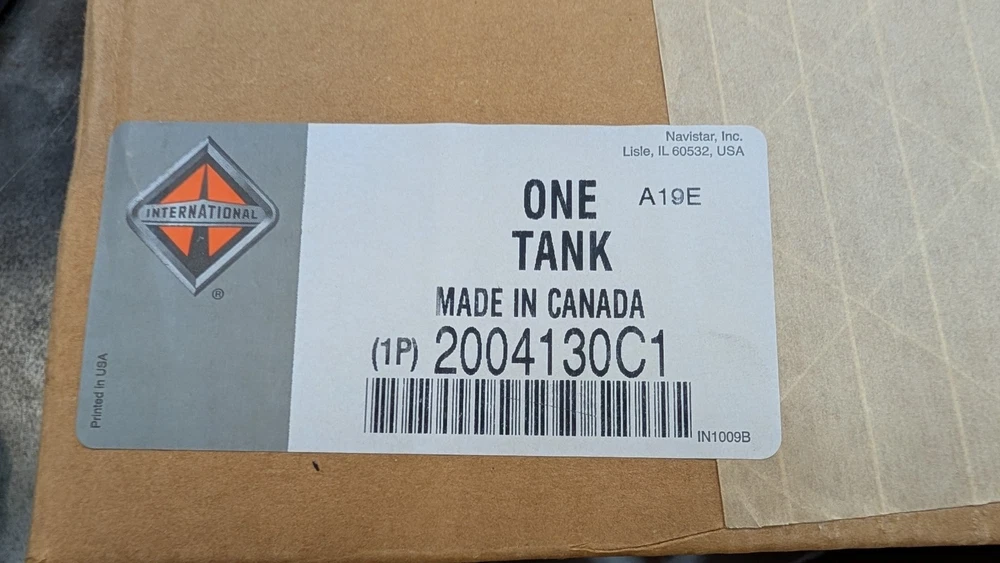 Navistar, Inc.
Lisle, IL 60532, USA
INTERNATIONAL
®
ONE A19E
TANK
MADE IN CANADA
(1P) 2004130C1
IN1009B
Printed in USA